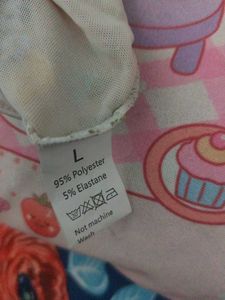 L
95% Polyester
5% Elastane
Not machine
Wash